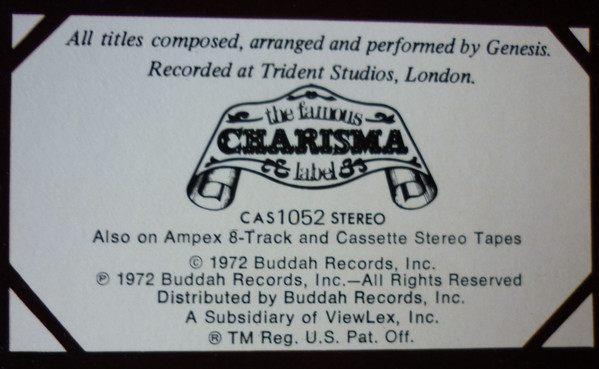 All titles composed, arranged and performed by Genesis.
Recorded at Trident Studios, London.
the famous
CHARISMA
label
CAS1052 STEREO
Also on Ampex 8-Track and Cassette Stereo Tapes
© 1972 Buddah Records, Inc.
℗ 1972 Buddah Records, Inc.—All Rights Reserved
Distributed by Buddah Records, Inc.
A Subsidiary of ViewLex, Inc.
® TM Reg. U.S. Pat. Off.